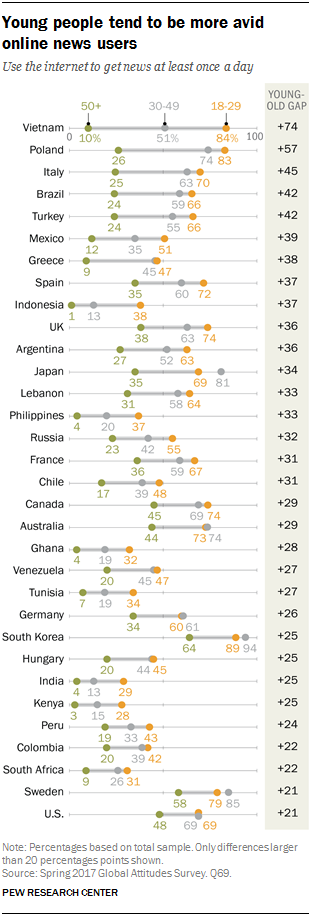 Young people tend to be more avid
online news users
Use the internet to get news at least once a day
YOUNG-
OLD GAP
50+ 30-49 18-29
Vietnam +74
0 10% 51% 84% 100
Poland +57
26 74 83
Italy +45
25 63 70
Brazil +42
24 59 66
Turkey +42
24 55 66
Mexico +39
12 35 51
Greece +38
9 45 47
Spain +37
35 60 72
Indonesia +37
1 13 38
UK +36
38 63 74
Argentina +36
27 52 63
Japan +34
35 69 81
Lebanon +33
31 58 64
Philippines +33
4 20 37
Russia +32
23 42 55
France +31
36 59 67
Chile +31
17 39 48
Canada +29
45 69 74
Australia +29
44 73 74
Ghana +28
4 19 32
Venezuela +27
20 45 47
Tunisia +27
7 19 34
Germany +26
34 60 61
South Korea +25
64 89 94
Hungary +25
20 44 45
India +25
4 13 29
Kenya +25
3 15 28
Peru +24
19 33 43
Colombia +22
20 39 42
South Africa +22
9 26 31
Sweden +21
58 79 85
U.S. +21
48 69 69
Note: Percentages based on total sample. Only differences larger
than 20 percentages points shown.
Source: Spring 2017 Global Attitudes Survey. Q69.
PEW RESEARCH CENTER